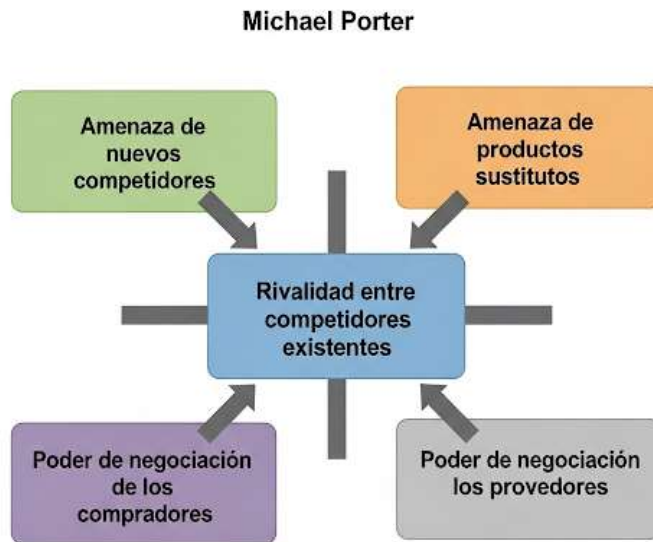 Michael Porter
Amenaza de
nuevos
competidores
Amenaza de
productos
sustitutos
Rivalidad entre
competidores
existentes
Poder de negociación
de los
compradores
Poder de negociación
los provedores